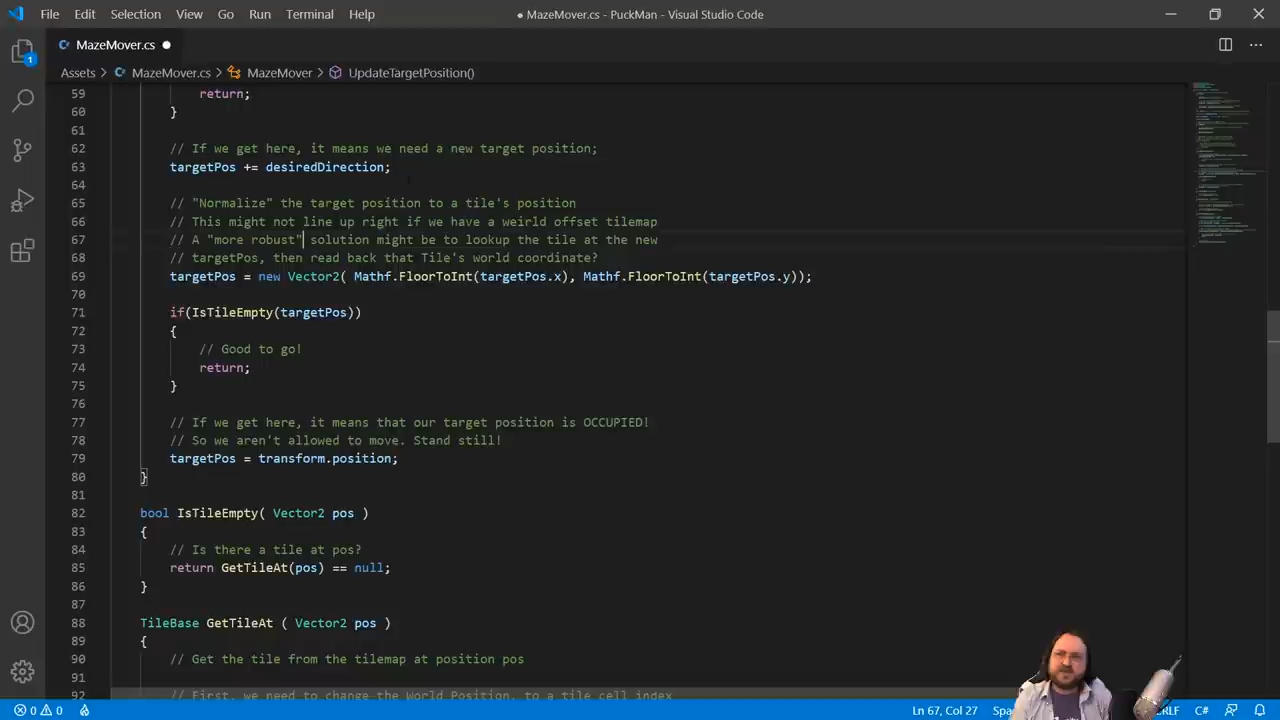 File Edit Selection View Go Run Terminal Help
● MazeMover.cs - PuckMan - Visual Studio Code
MazeMover.cs
Assets > MazeMover.cs > MazeMover > UpdateTargetPosition()
59 return;
60 }
61
62 // If we get here, it means we need a new target position;
63 targetPos += desiredDirection;
64
65 // "Normalize" the target position to a tile's position
66 // This might not line up right if we have a weirld offset tilemap
67 // A "more robust" solution might be to lookup the tile at the new
68 // targetPos, then read back that Tile's world coordinate?
69 targetPos = new Vector2( Mathf.FloorToInt(targetPos.x), Mathf.FloorToInt(targetPos.y));
70
71 if(IsTileEmpty(targetPos))
72 {
73 // Good to go!
74 return;
75 }
76
77 // If we get here, it means that our target position is OCCUPIED!
78 // So we aren't allowed to move. Stand still!
79 targetPos = transform.position;
80 }
81
82 bool IsTileEmpty( Vector2 pos )
83 {
84 // Is there a tile at pos?
85 return GetTileAt(pos) == null;
86 }
87
88 TileBase GetTileAt ( Vector2 pos )
89 {
90 // Get the tile from the tilemap at position pos
91
92 // First, we need to change the World Position, to a tile cell index
1
0 0 Ln 67, Col 27 C#